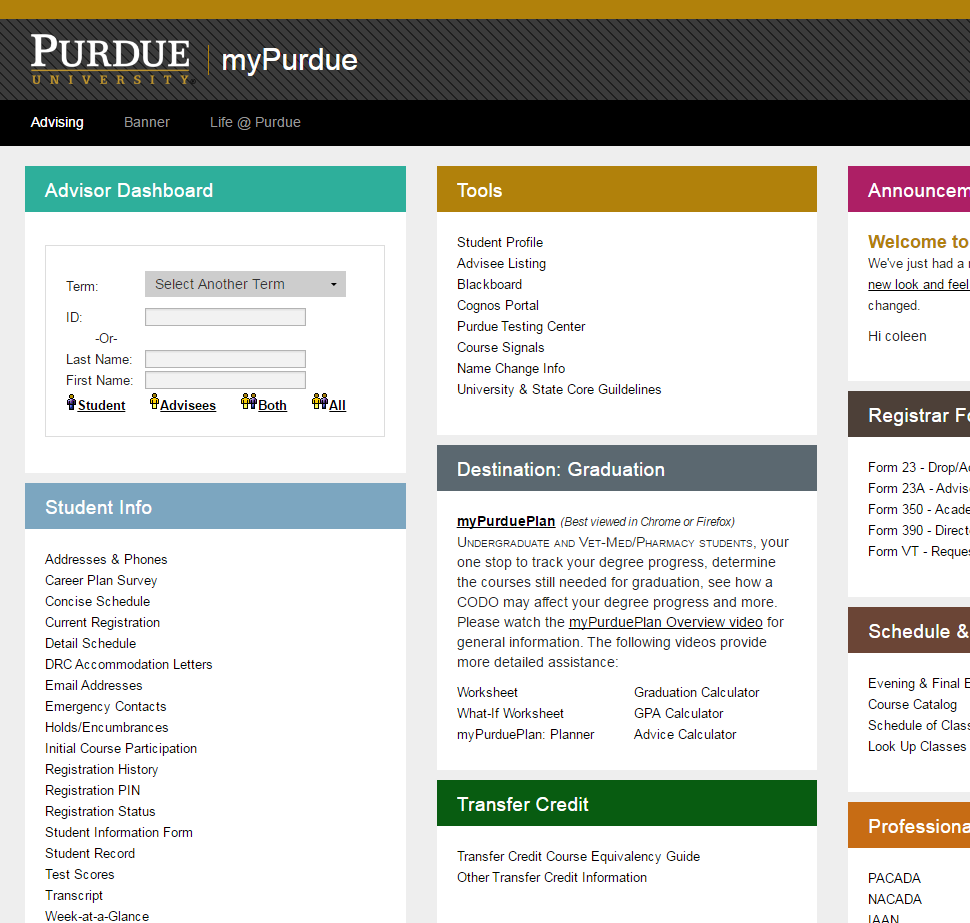 PURDUE
UNIVERSITY
myPurdue
Advising Banner Life @ Purdue
Advisor Dashboard
Term: Select Another Term
ID:
-Or-
Last Name:
First Name:
Student Advisees Both All
Student Info
Addresses & Phones
Career Plan Survey
Concise Schedule
Current Registration
Detail Schedule
DRC Accommodation Letters
Email Addresses
Emergency Contacts
Holds/Encumbrances
Initial Course Participation
Registration History
Registration PIN
Registration Status
Student Information Form
Student Record
Test Scores
Transcript
Week-at-a-Glance
Tools
Student Profile
Advisee Listing
Blackboard
Cognos Portal
Purdue Testing Center
Course Signals
Name Change Info
University & State Core Guildelines
Destination: Graduation
myPurduePlan (Best viewed in Chrome or Firefox)
Undergraduate and Vet-Med/Pharmacy students, your
one stop to track your degree progress, determine
the courses still needed for graduation, see how a
CODO may affect your degree progress and more.
Please watch the myPurduePlan Overview video for
general information. The following videos provide
more detailed assistance:
Worksheet Graduation Calculator
What-If Worksheet GPA Calculator
myPurduePlan: Planner Advice Calculator
Transfer Credit
Transfer Credit Course Equivalency Guide
Other Transfer Credit Information
Announcem
Welcome to
We've just had a
new look and feel
changed.
Hi coleen
Registrar Fo
Form 23 - Drop/A
Form 23A - Advis
Form 350 - Acade
Form 390 - Direct
Form VT - Reques
Schedule &
Evening & Final E
Course Catalog
Schedule of Class
Look Up Classes
Professiona
PACADA
NACADA